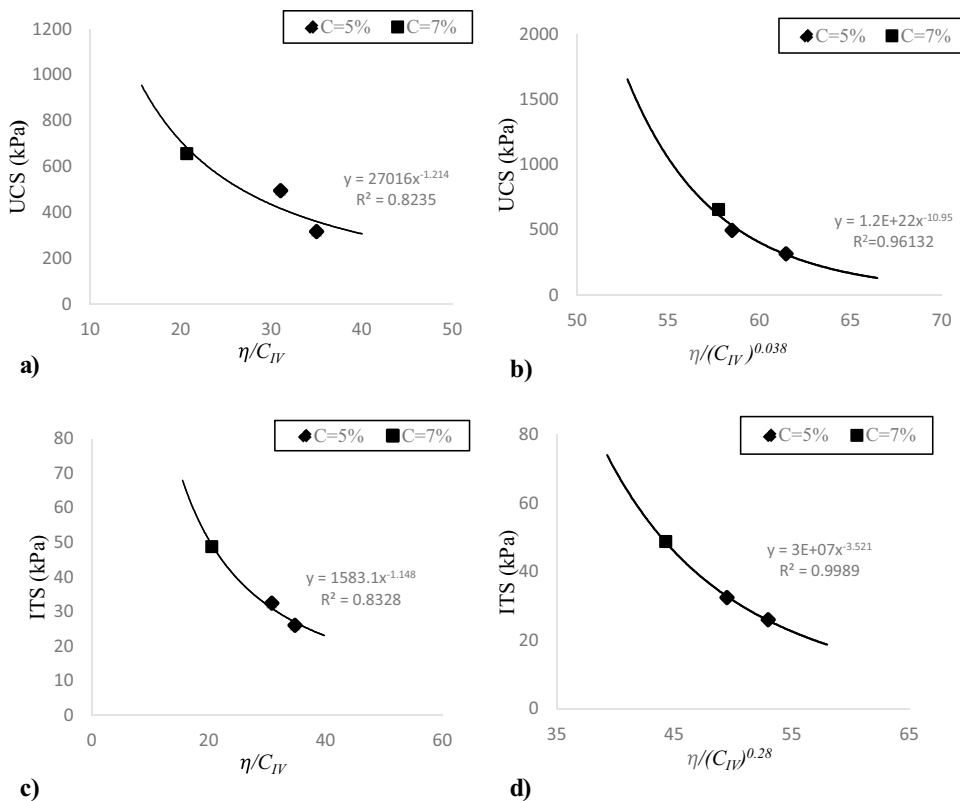 C=5% C=7%
1200
1000
800
600
400
200
0
UCS (kPa)
y = 27016x^-1.214
R² = 0.8235
10 20 30 40 50
η/C_IV
a)
C=5% C=7%
2000
1500
1000
500
0
UCS (kPa)
y = 1.2E+22x^-10.95
R²=0.96132
50 55 60 65 70
η/(C_IV)^0.038
b)
C=5% C=7%
80
70
60
50
40
30
20
10
0
ITS (kPa)
y = 1583.1x^-1.148
R² = 0.8328
0 20 40 60
η/C_IV
c)
C=5% C=7%
80
60
40
20
0
ITS (kPa)
y = 3E+07x^-3.521
R² = 0.9989
35 45 55 65
η/(C_IV)^0.28
d)